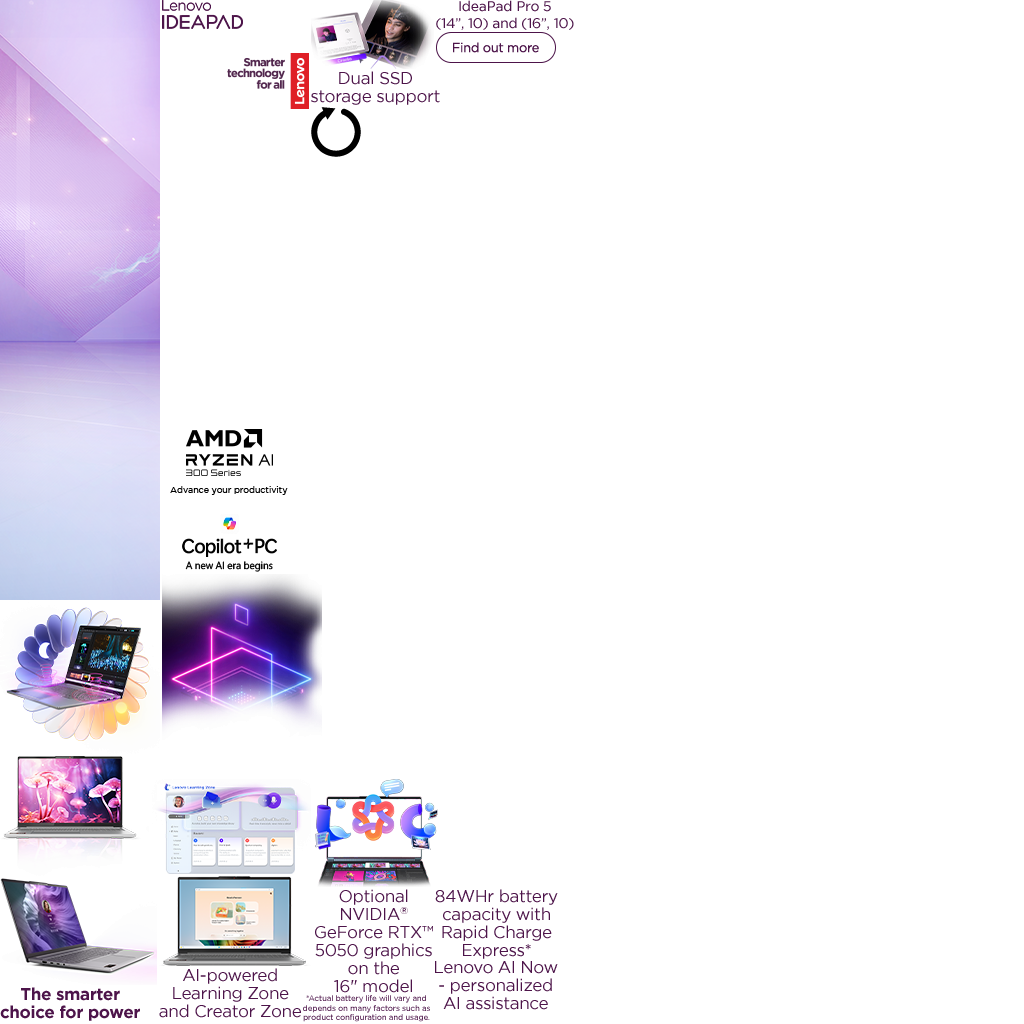 Lenovo
IDEAPAD
Smarter
technology
for all
Lenovo
Dual SSD
storage support
IdeaPad Pro 5
(14”, 10) and (16”, 10)
Find out more
AMD
RYZEN AI
300 Series
Advance your productivity
Copilot+PC
A new AI era begins
The smarter
choice for power
Lenovo Learning Zone
AI-powered
Learning Zone
and Creator Zone
Optional
NVIDIA®
GeForce RTX™
5050 graphics
on the
16" model
*Actual battery life will vary and
depends on many factors such as
product configuration and usage.
84WHr battery
capacity with
Rapid Charge
Express*
Lenovo AI Now
- personalized
AI assistance